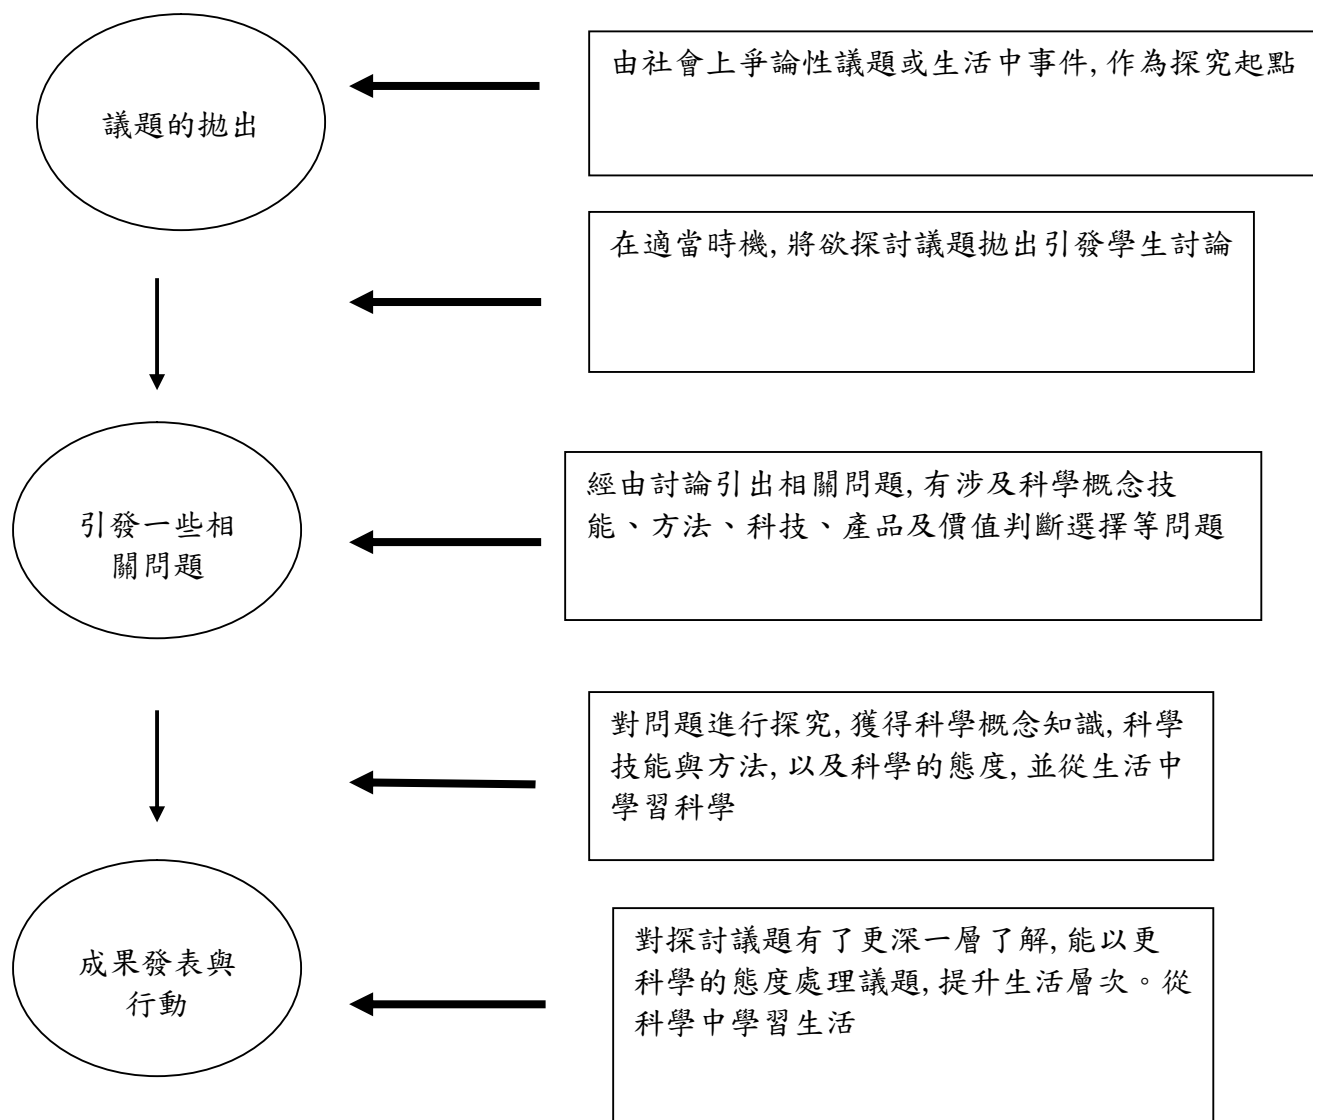 議題的拋出
由社會上爭論性議題或生活中事件,作為探究起點
在適當時機,將欲探討議題拋出引發學生討論
引發一些相
關問題
經由討論引出相關問題,有涉及科學概念技
能、方法、科技、產品及價值判斷選擇等問題
對問題進行探究,獲得科學概念知識,科學
技能與方法,以及科學的態度,並從生活中
學習科學
成果發表與
行動
對探討議題有了更深一層了解,能以更
科學的態度處理議題,提升生活層次。從
科學中學習生活